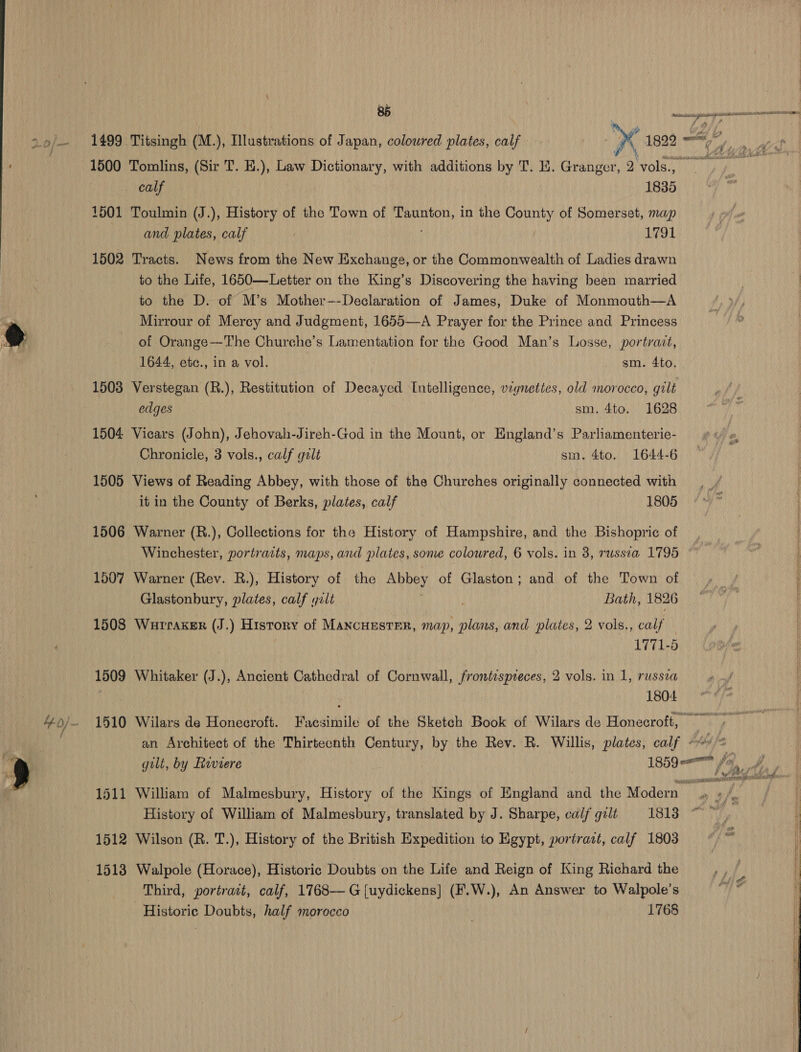 85
20/- 1499 Titsingh (M.), Illustrations of Japan, coloured plates, calf X 1822
1500 Tomlins, (Sir T. E.), Law Dictionary, with additions by T. E. Granger, 2 vols.,
calf 1835
1501 Toulmin (J.), History of the Town of Taunton, in the County of Somerset, map
and plates, calf 1791
1502 Tracts. News from the New Exchange, or the Commonwealth of Ladies drawn
to the Life, 1650—Letter on the King's Discovering the having been married
to the D. of M's Mother—Declaration of James, Duke of Monmouth—A
Mirrour of Mercy and Judgment, 1655—A Prayer for the Prince and Princess
of Orange—The Churche's Lamentation for the Good Man's Losse, portrait,
1644, etc., in a vol. sm. 4to.
1503 Verstegan (R.), Restitution of Decayed Intelligence, vignettes, old morocco, gilt
edges sm. 4to. 1628
1504 Vicars (John), Jehovah-Jireh-God in the Mount, or England's Parliamenterie-
Chronicle, 3 vols., calf gilt sm. 4to. 1644-6
1505 Views of Reading Abbey, with those of the Churches originally connected with
it in the County of Berks, plates, calf 1805
1506 Warner (R.), Collections for the History of Hampshire, and the Bishopric of
Winchester, portraits, maps, and plates, some coloured, 6 vols. in 3, russia 1795
1507 Warner (Rev. R.), History of the Abbey of Glaston; and of the Town of
Glastonbury, plates, calf gilt Bath, 1826
1508 WHITAKER (J.) HISTORY of MANCHESTER, map, plans, and plates, 2 vols., calf
1771-5
1509 Whitaker (J.), Ancient Cathedral of Cornwall, frontispieces, 2 vols. in 1, russia
1804
40/- 1510 Wilars de Honecroft. Facsimile of the Sketch Book of Wilars de Honecroft,
an Architect of the Thirteenth Century, by the Rev. R. Willis, plates, calf
gilt, by Riviere 1859
1511 William of Malmesbury, History of the Kings of England and the Modern
History of William of Malmesbury, translated by J. Sharpe, calf gilt 1813
1512 Wilson (R. T.), History of the British Expedition to Egypt, portrait, calf 1803
1513 Walpole (Horace), Historic Doubts on the Life and Reign of King Richard the
Third, portrait, calf, 1768—G[uydickens] (F.W.), An Answer to Walpole's
Historic Doubts, half morocco 1768